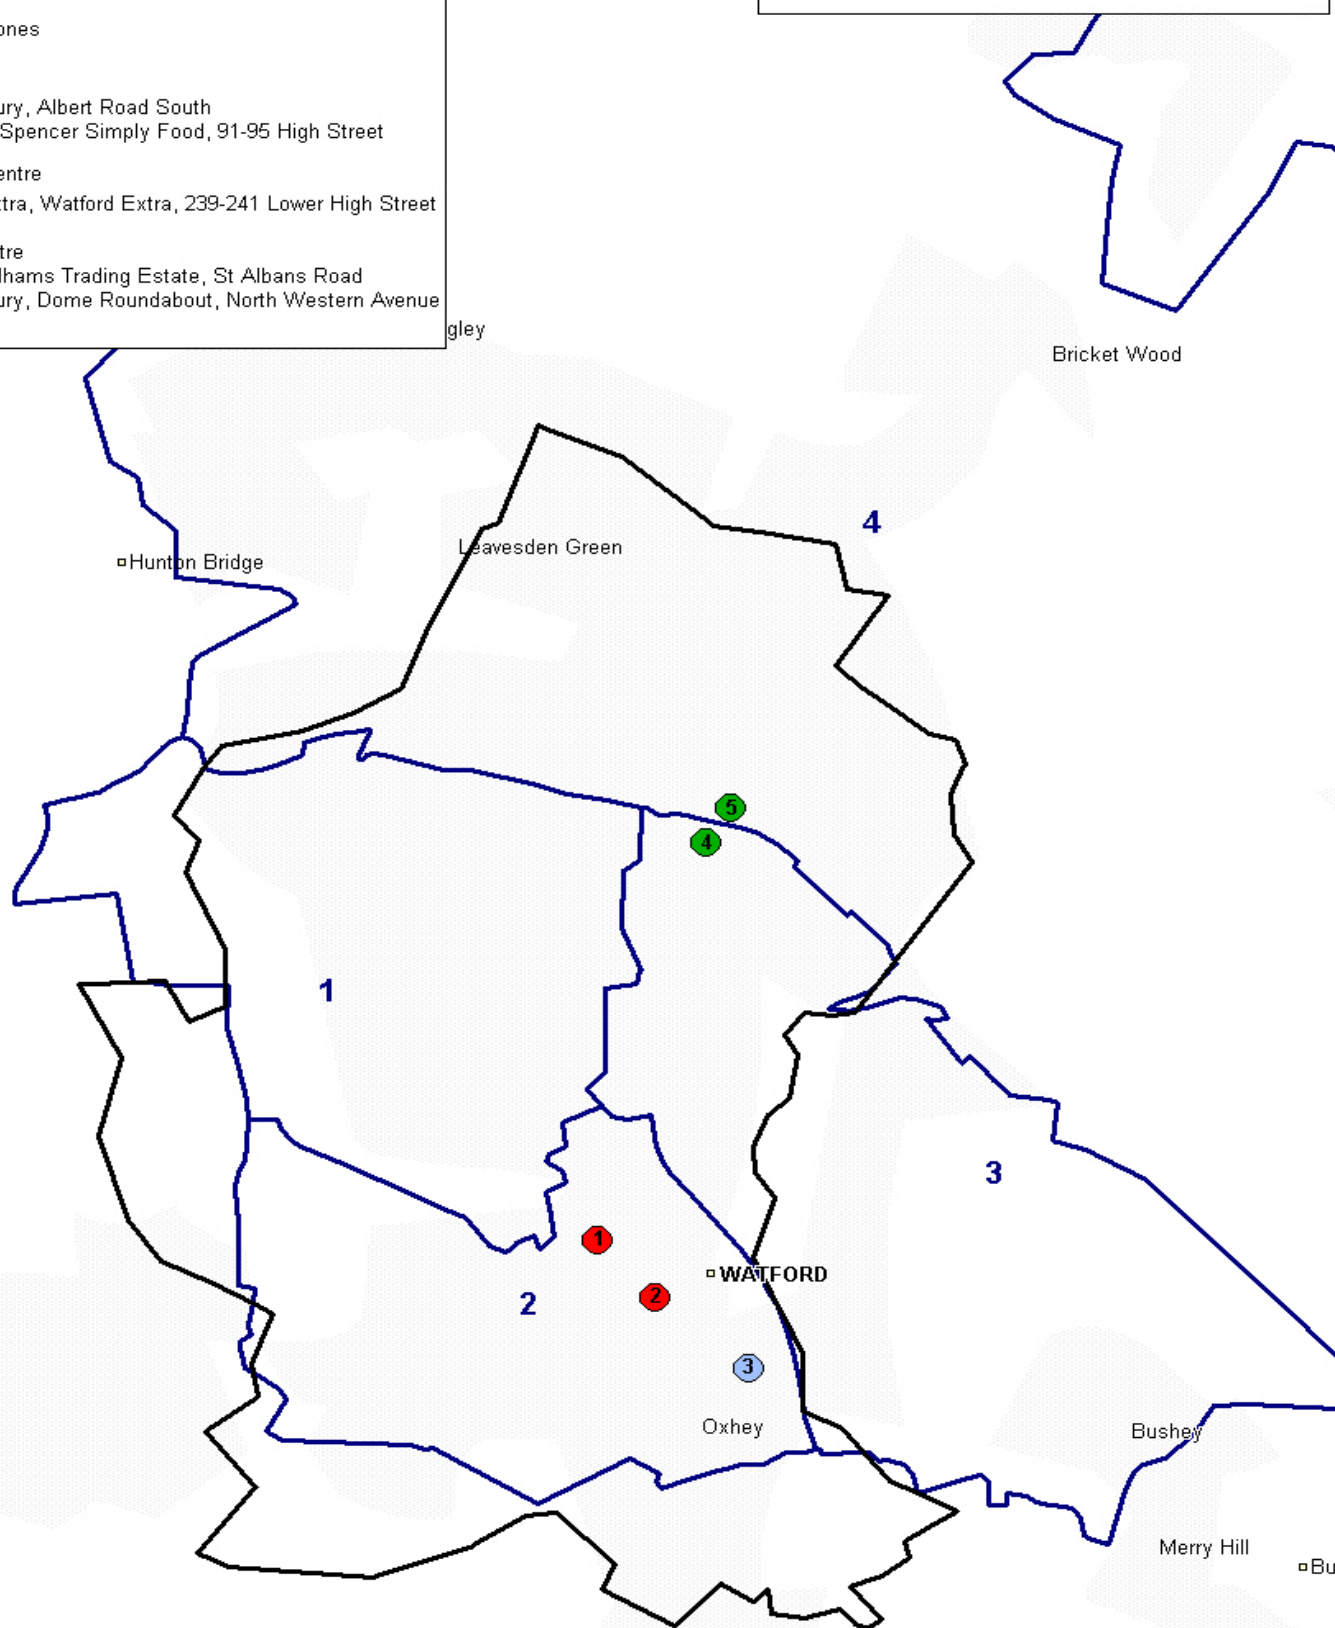 ones
ury, Albert Road South
Spencer Simply Food, 91-95 High Street
entre
tra, Watford Extra, 239-241 Lower High Street
tre
lhams Trading Estate, St Albans Road
ury, Dome Roundabout, North Western Avenue
gley
Bricket Wood
4
Leavesden Green
Hunton Bridge
5
4
1
3
1
WATFORD
2
2
3
Oxhey
Bushey
Merry Hill
Bu